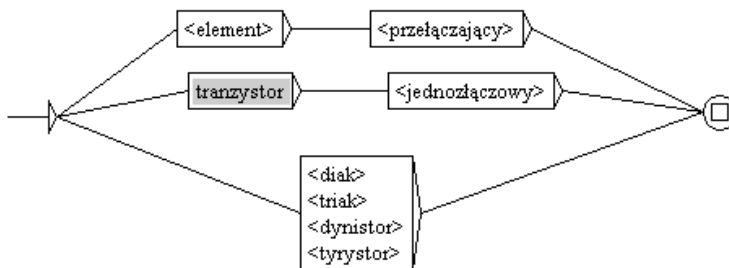 <element> <przełączający>
tranzystor <jednozłączowy>
<diak>
<triak>
<dynistor>
<tyrystor>